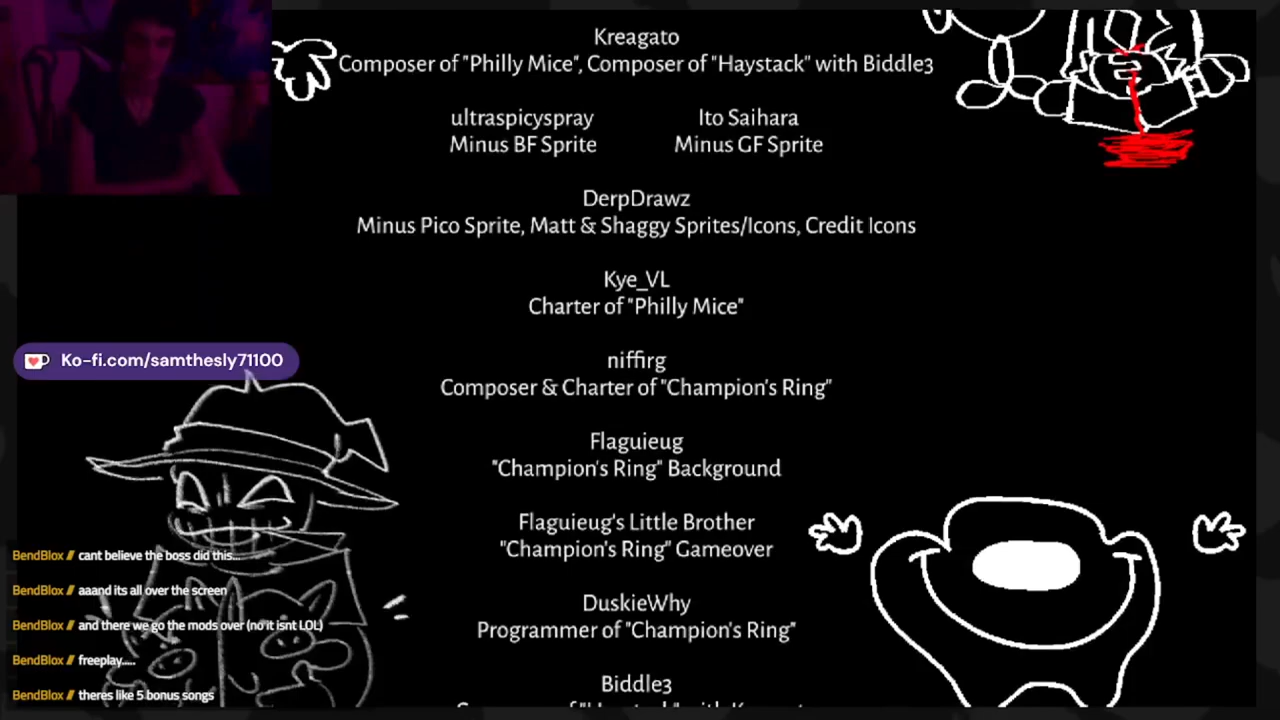 Kreagato
Composer of "Philly Mice", Composer of "Haystack" with Biddle3
ultraspicyspray
Minus BF Sprite
Ito Saihara
Minus GF Sprite
DerpDrawz
Minus Pico Sprite, Matt & Shaggy Sprites/Icons, Credit Icons
Kye_VL
Charter of "Philly Mice"
niffirg
Composer & Charter of "Champion's Ring"
Flaguieug
"Champion's Ring" Background
Flaguieug's Little Brother
"Champion's Ring" Gameover
DuskieWhy
Programmer of "Champion's Ring"
Biddle3
Ko-fi.com/samthesly71100
BendBlox // cant believe the boss did this...
BendBlox // aaand its all over the screen
BendBlox // and there we go the mods over (no it isnt LOL)
BendBlox // freeplay.....
BendBlox // theres like 5 bonus songs